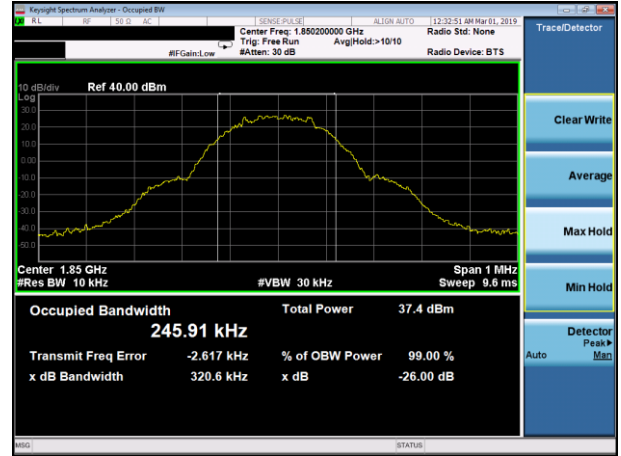 Keysight Spectrum Analyzer - Occupied BW
RL RF 50 Ω AC SENSE:PULSE ALIGN AUTO 12:32:51 AM Mar 01, 2019
Center Freq: 1.850200000 GHz Radio Std: None
Trig: Free Run Avg|Hold:>10/10
#IFGain:Low #Atten: 30 dB Radio Device: BTS
Trace/Detector
10 dB/div Ref 40.00 dBm
Log
30.0
20.0
10.0
0.00
-10.0
-20.0
-30.0
-40.0
-50.0
Center 1.85 GHz Span 1 MHz
#Res BW 10 kHz #VBW 30 kHz Sweep 9.6 ms
Occupied Bandwidth Total Power 37.4 dBm
245.91 kHz
Transmit Freq Error -2.617 kHz % of OBW Power 99.00 %
x dB Bandwidth 320.6 kHz x dB -26.00 dB
Clear Write
Average
Max Hold
Min Hold
Detector
Peak▶
Auto Man
MSG STATUS